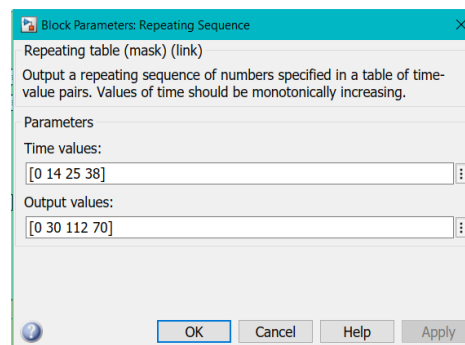 Block Parameters: Repeating Sequence
Repeating table (mask) (link)
Output a repeating sequence of numbers specified in a table of time-
value pairs. Values of time should be monotonically increasing.
Parameters
Time values:
[0 14 25 38]
Output values:
[0 30 112 70]
OK Cancel Help Apply